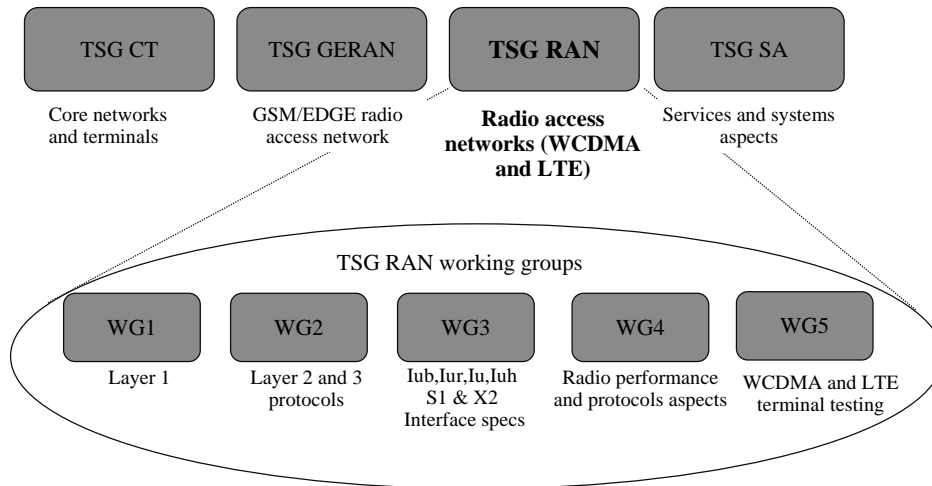 TSG CT
TSG GERAN
TSG RAN
TSG SA
Core networks
and terminals
GSM/EDGE radio
access network
Radio access
networks (WCDMA
and LTE)
Services and systems
aspects
TSG RAN working groups
WG1
WG2
WG3
WG4
WG5
Layer 1
Layer 2 and 3
protocols
Iub,Iur,Iu,Iuh
S1 & X2
Interface specs
Radio performance
and protocols aspects
WCDMA and LTE
terminal testing